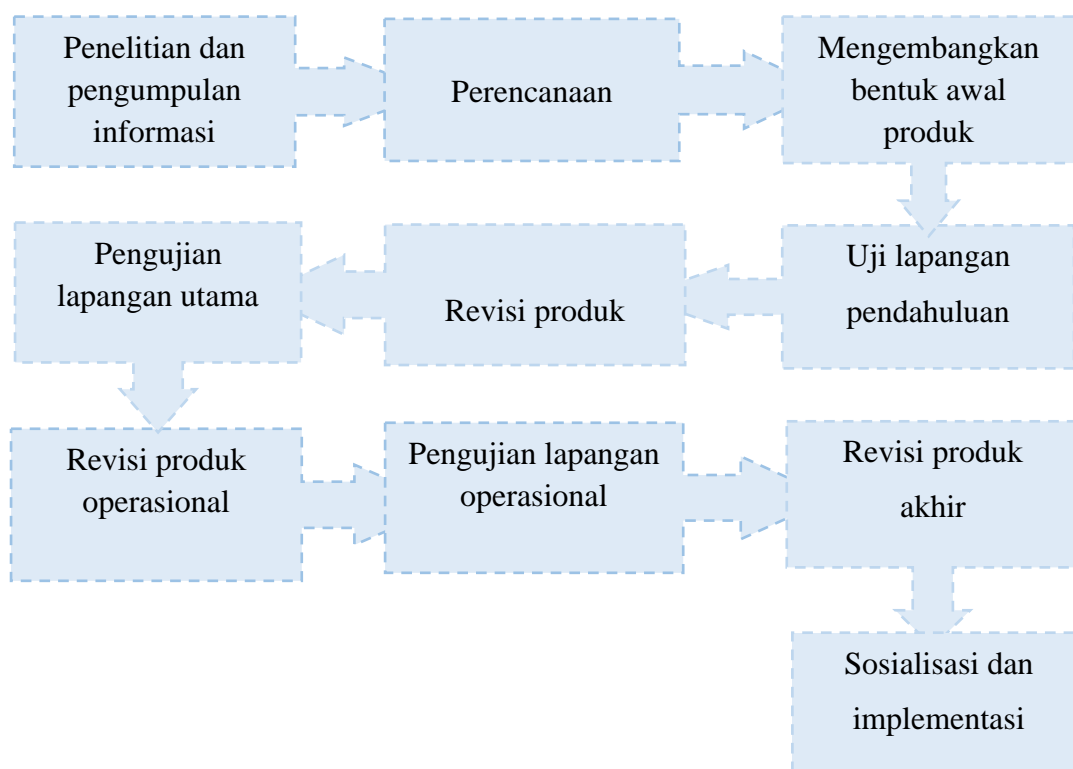 Penelitian dan
pengumpulan
informasi
Perencanaan
Mengembangkan
bentuk awal
produk
Uji lapangan
pendahuluan
Revisi produk
Pengujian
lapangan utama
Revisi produk
operasional
Pengujian lapangan
operasional
Revisi produk
akhir
Sosialisasi dan
implementasi